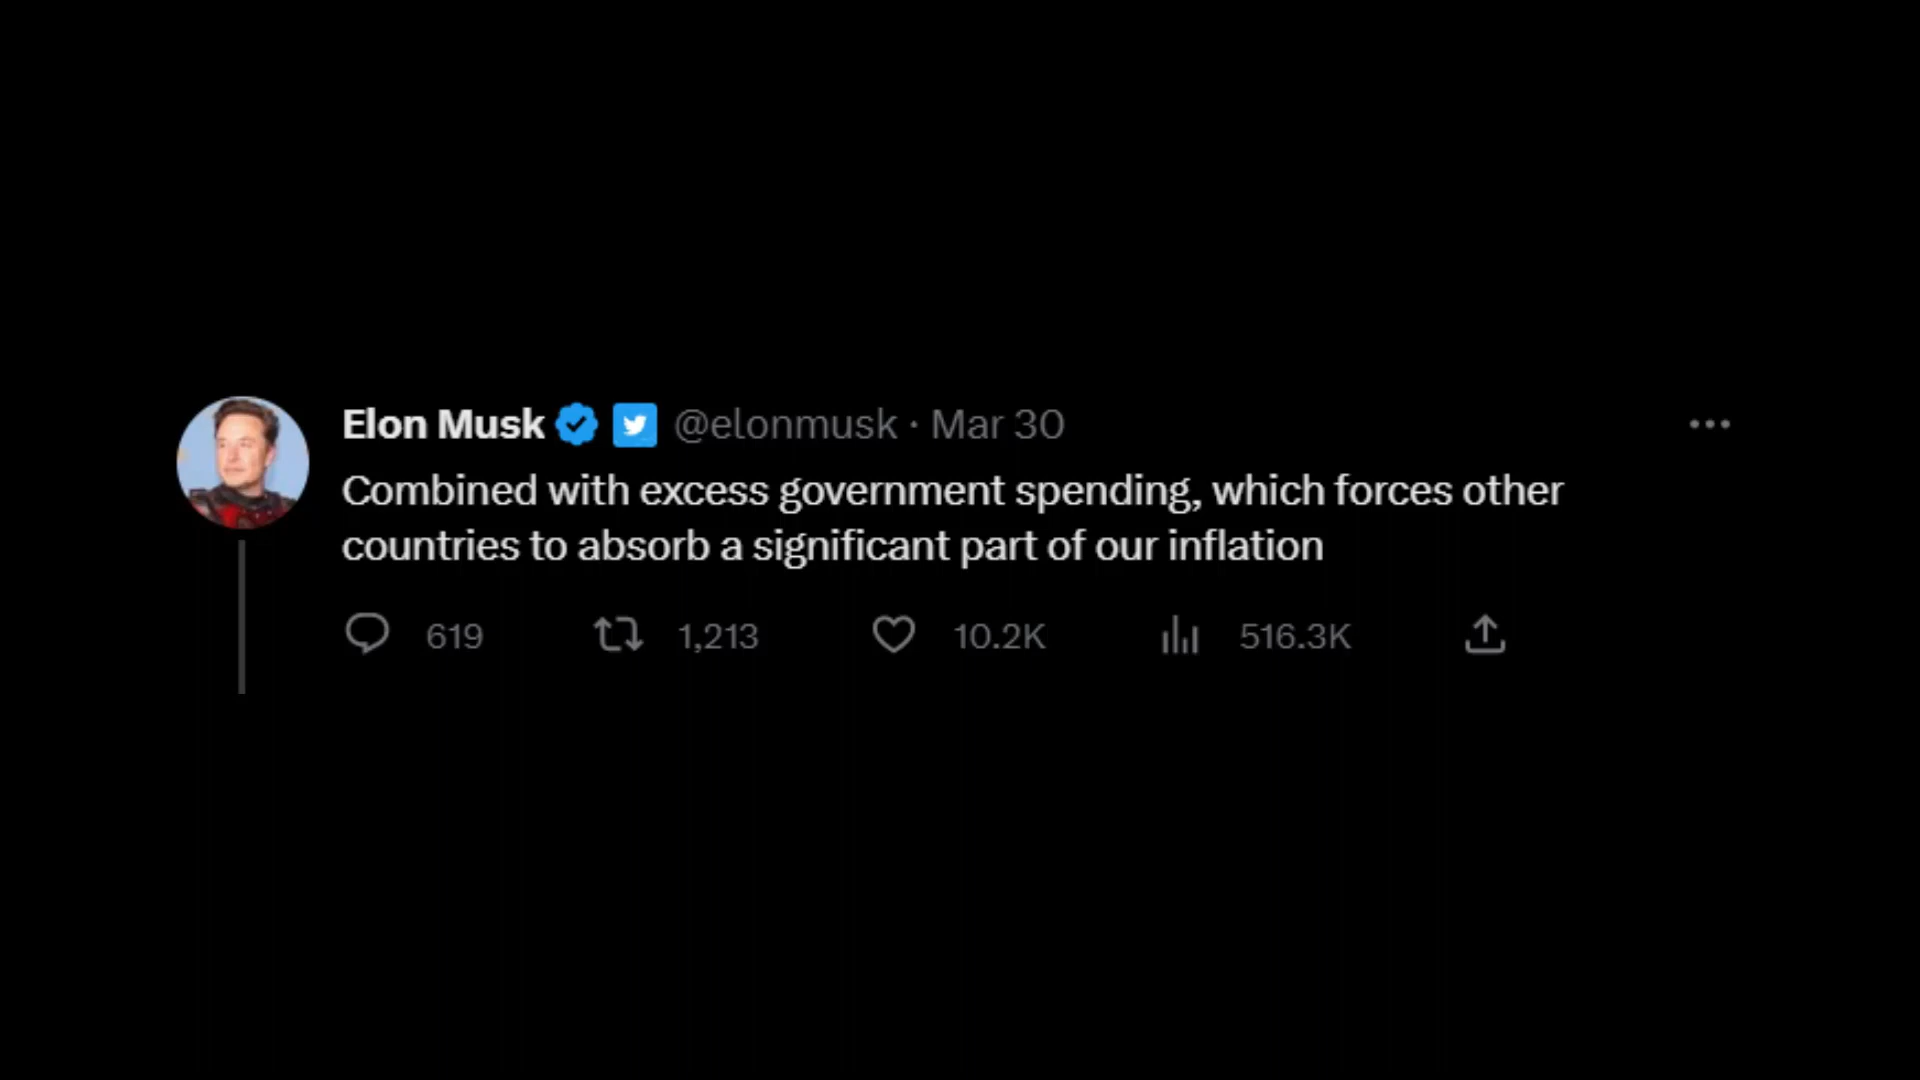 Elon Musk @elonmusk · Mar 30
Combined with excess government spending, which forces other
countries to absorb a significant part of our inflation
619 1,213 10.2K 516.3K